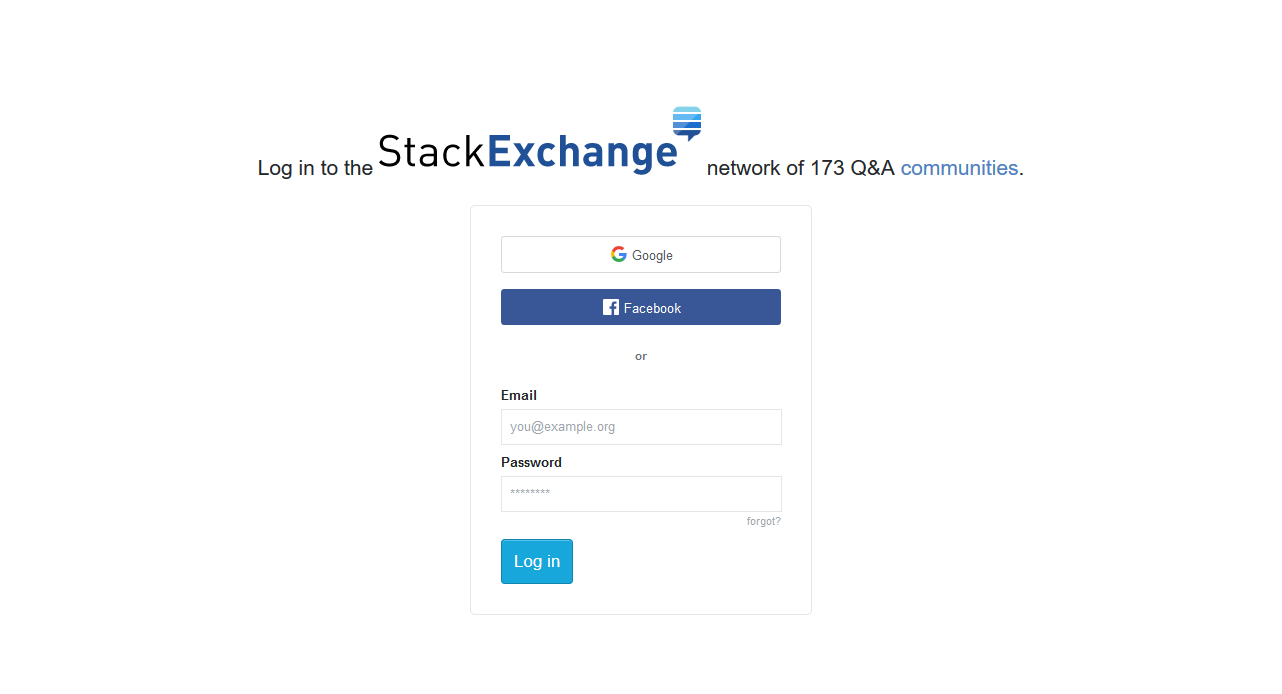 Log in to the StackExchange network of 173 Q&A communities.
Google
Facebook
or
Email
you@example.org
Password
********
forgot?
Log in